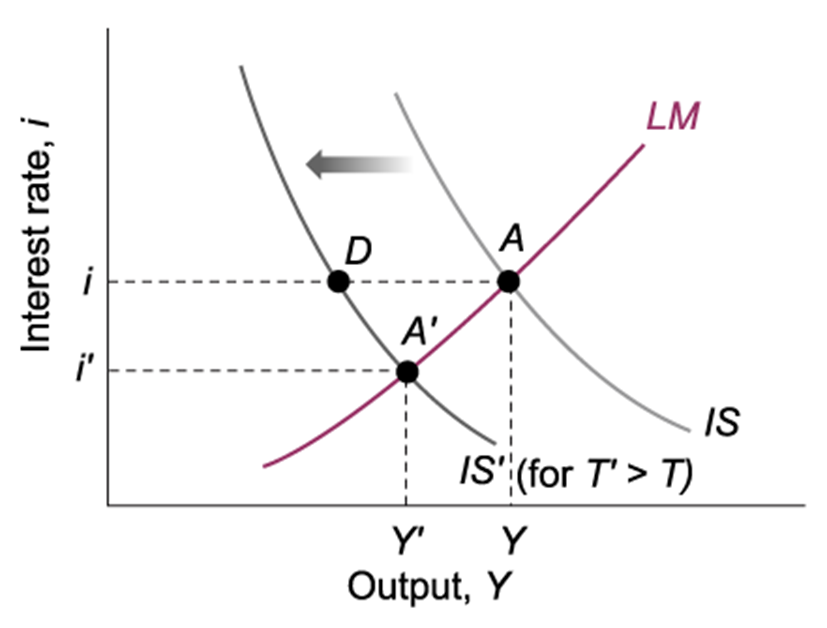 Interest rate, i
LM
A
D
i
A'
i'
IS
IS' (for T' > T)
Y' Y
Output, Y